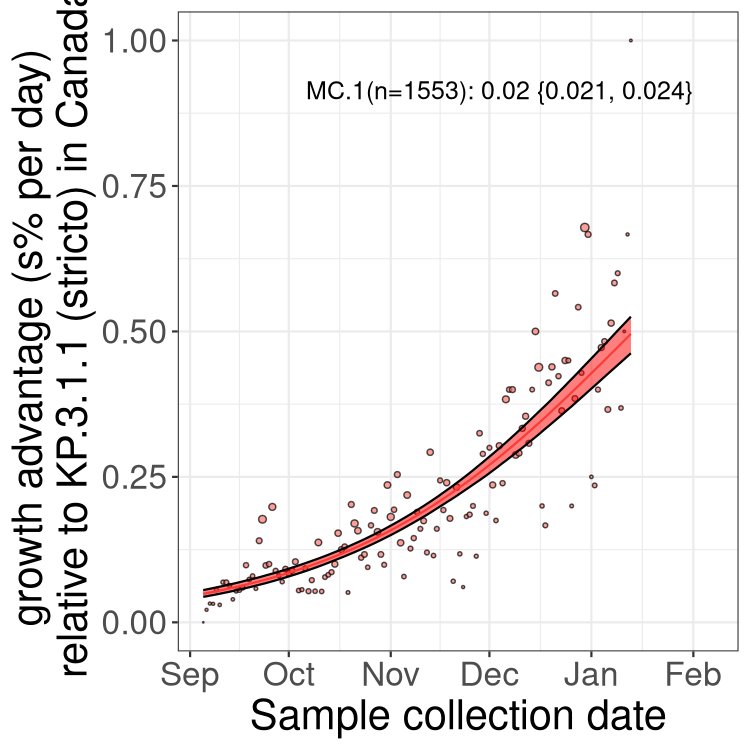 growth advantage (s% per day)
relative to KP.3.1.1 (stricto) in Canada
1.00
0.75
0.50
0.25
0.00
MC.1(n=1553): 0.02 {0.021, 0.024}
Sep Oct Nov Dec Jan Feb
Sample collection date